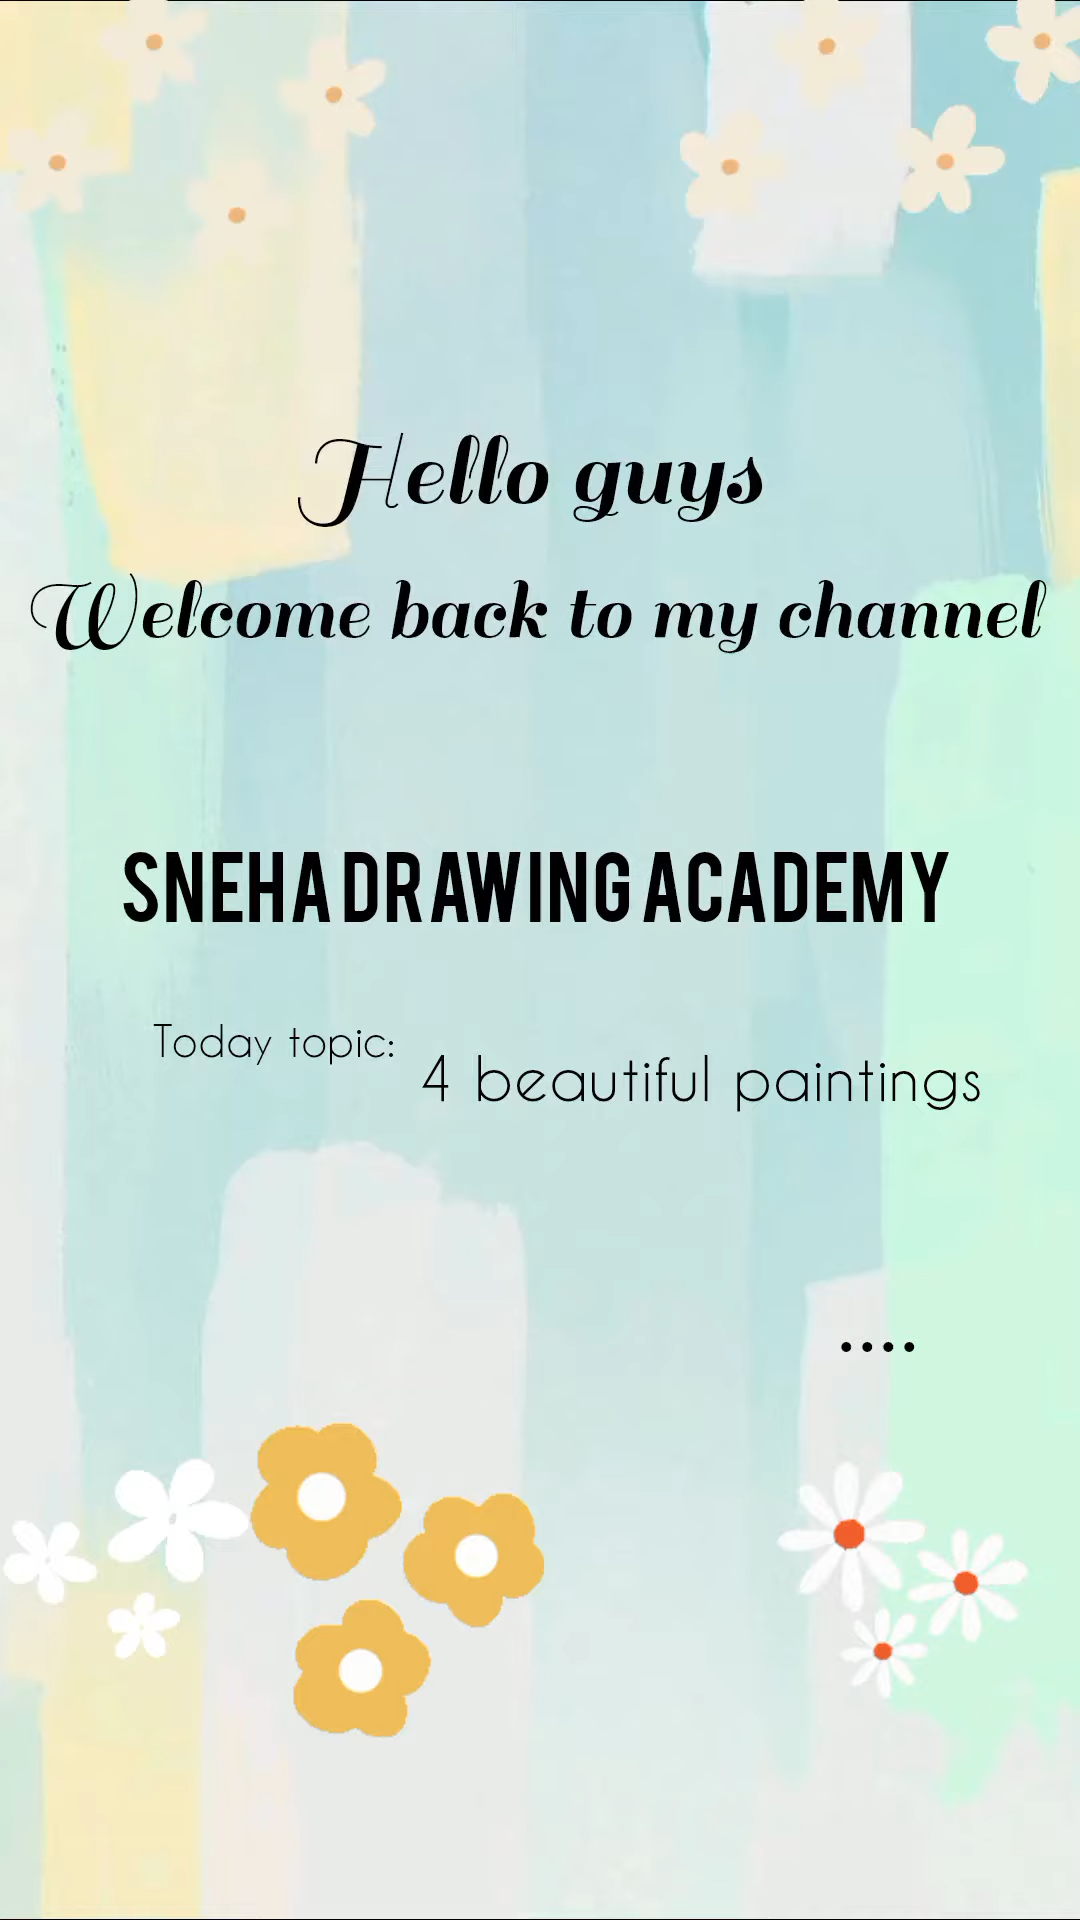 Hello guys
Welcome back to my channel
SNEHA DRAWING ACADEMY
Today topic:
4 beautiful paintings
....